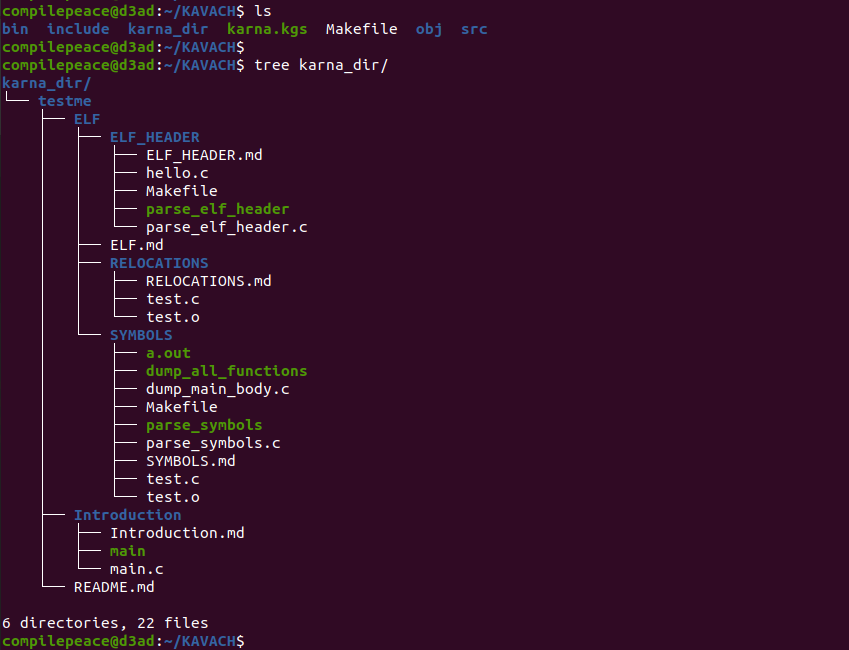 compilepeace@d3ad:~/KAVACH$ ls
bin  include  karna_dir  karna.kgs  Makefile  obj  src
compilepeace@d3ad:~/KAVACH$
compilepeace@d3ad:~/KAVACH$ tree karna_dir/
karna_dir/
└── testme
    ├── ELF
    │   ├── ELF_HEADER
    │   │   ├── ELF_HEADER.md
    │   │   ├── hello.c
    │   │   ├── Makefile
    │   │   ├── parse_elf_header
    │   │   └── parse_elf_header.c
    │   ├── ELF.md
    │   ├── RELOCATIONS
    │   │   ├── RELOCATIONS.md
    │   │   ├── test.c
    │   │   └── test.o
    │   └── SYMBOLS
    │       ├── a.out
    │       ├── dump_all_functions
    │       ├── dump_main_body.c
    │       ├── Makefile
    │       ├── parse_symbols
    │       ├── parse_symbols.c
    │       ├── SYMBOLS.md
    │       ├── test.c
    │       └── test.o
    ├── Introduction
    │   ├── Introduction.md
    │   ├── main
    │   └── main.c
    └── README.md

6 directories, 22 files
compilepeace@d3ad:~/KAVACH$